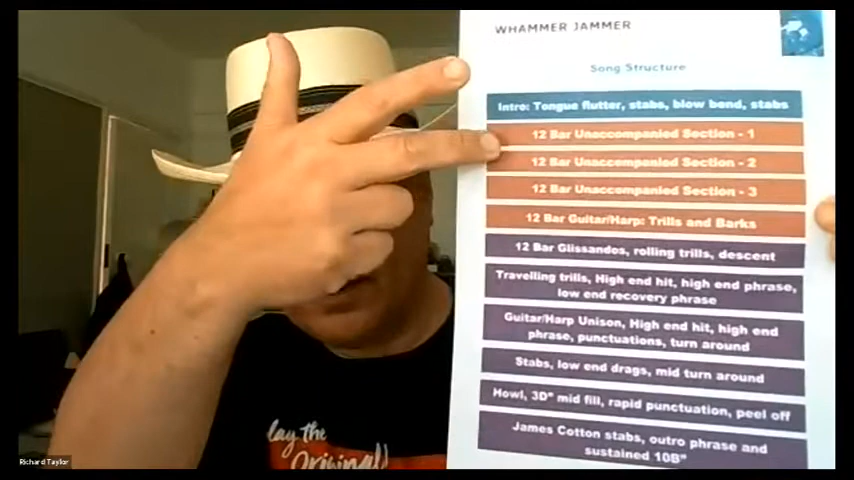 WHAMMER JAMMER
Song Structure
Intro: Tongue flutter, stabs, blow bend, stabs
12 Bar Unaccompanied Section - 1
12 Bar Unaccompanied Section - 2
12 Bar Unaccompanied Section - 3
12 Bar Guitar/Harp: Trills and Barks
12 Bar Glissandos, rolling trills, descent
Travelling trills, High end hit, high end phrase,
low end recovery phrase
Guitar/Harp Unison, High end hit, high end
phrase, punctuations, turn around
Stabs, low end drags, mid turn around
Howl, 3D" mid fill, rapid punctuation, peel off
James Cotton stabs, outro phrase and
sustained 10B"
lay the
Original!
Richard Taylor